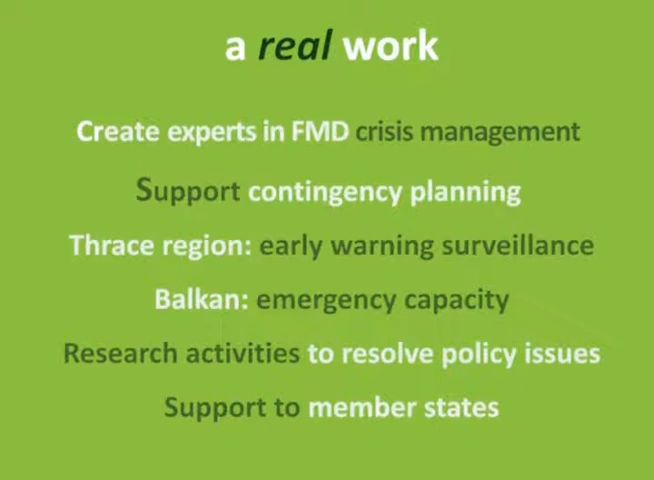 a real work
Create experts in FMD crisis management
Support contingency planning
Thrace region: early warning surveillance
Balkan: emergency capacity
Research activities to resolve policy issues
Support to member states